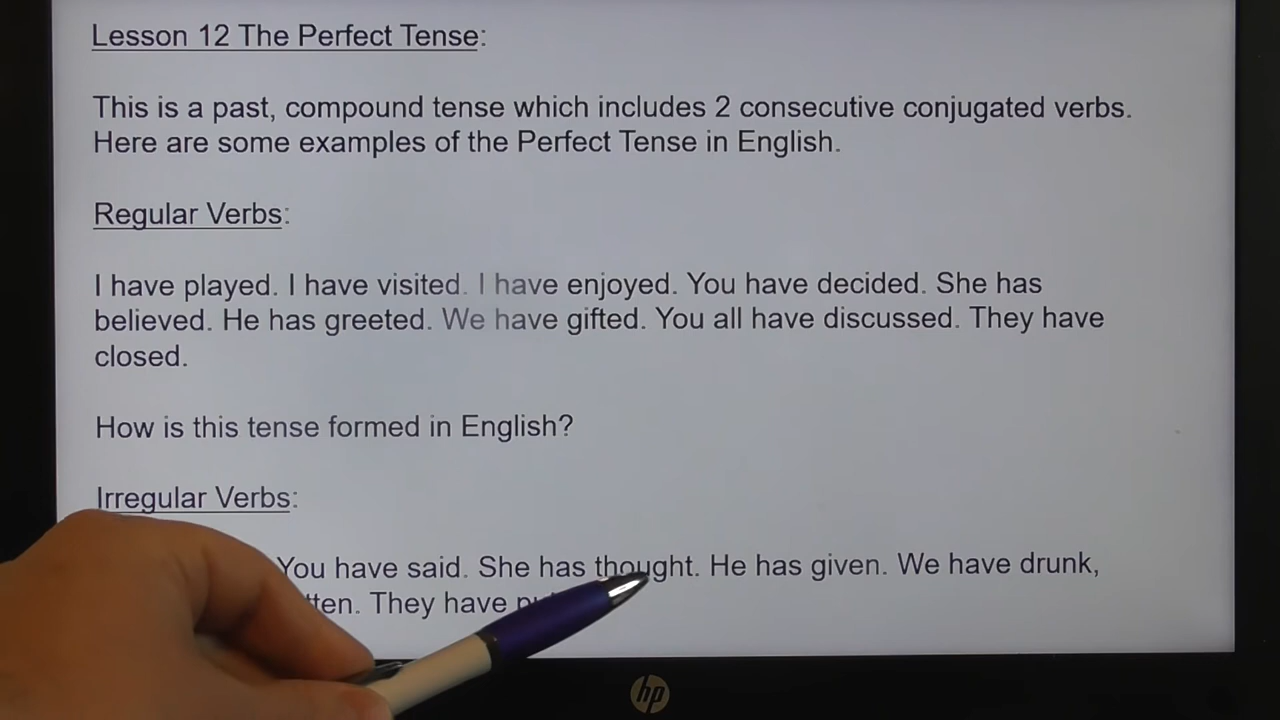 Lesson 12 The Perfect Tense:
This is a past, compound tense which includes 2 consecutive conjugated verbs.
Here are some examples of the Perfect Tense in English.
Regular Verbs:
I have played. I have visited. I have enjoyed. You have decided. She has
believed. He has greeted. We have gifted. You all have discussed. They have
closed.
How is this tense formed in English?
Irregular Verbs:
You have said. She has thought. He has given. We have drunk,
They have
hp